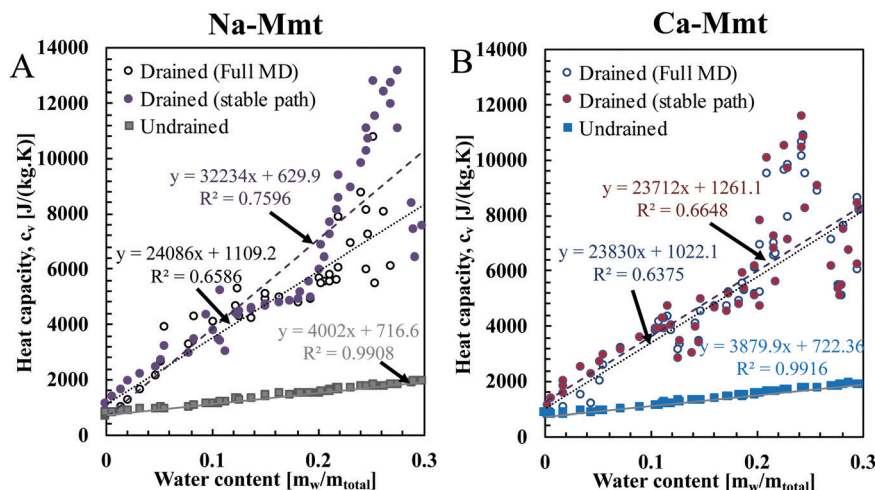 Na-Mmt
A
14000
12000
10000
8000
6000
4000
2000
0
Heat capacity, cᵥ [J/(kg.K)]
Drained (Full MD)
Drained (stable path)
Undrained
y = 32234x + 629.9
R² = 0.7596
y = 24086x + 1109.2
R² = 0.6586
y = 4002x + 716.6
R² = 0.9908
0
0.1
0.2
0.3
Water content [m_w/m_total]
Ca-Mmt
B
14000
12000
10000
8000
6000
4000
2000
0
Heat capacity, cᵥ [J/(kg.K)]
Drained (Full MD)
Drained (stable path)
Undrained
y = 23712x + 1261.1
R² = 0.6648
y = 23830x + 1022.1
R² = 0.6375
y = 3879.9x + 722.36
R² = 0.9916
0
0.1
0.2
0.3
Water content [m_w/m_total]